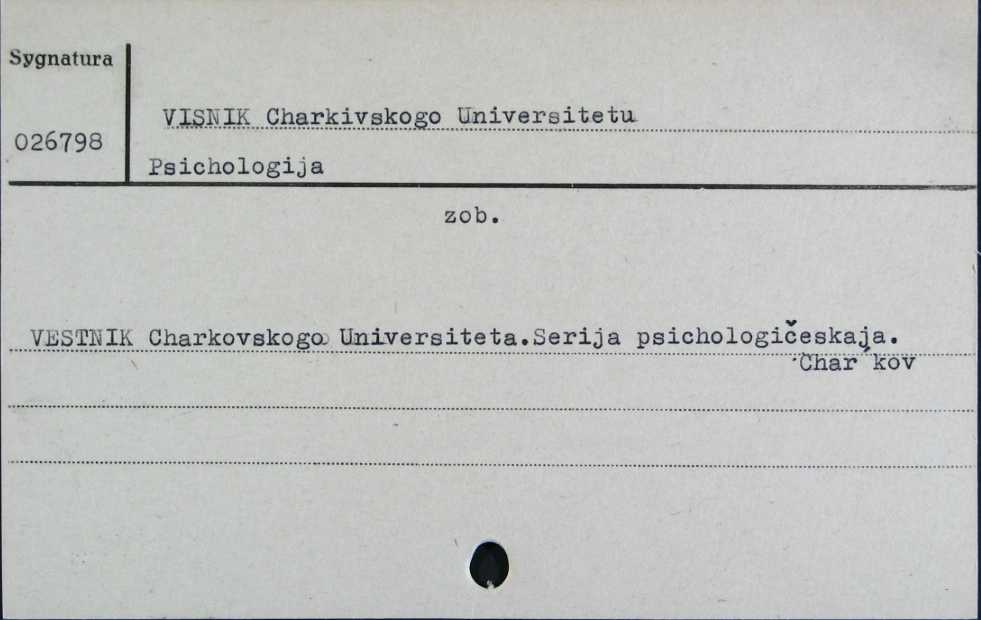 Sygnatura
026798
VISNIK Charkivskogo Universitetu
Psichologija
zob.
VESTNIK Charkovskogo Universiteta.Serija psichologičeskaja.
Char´kov